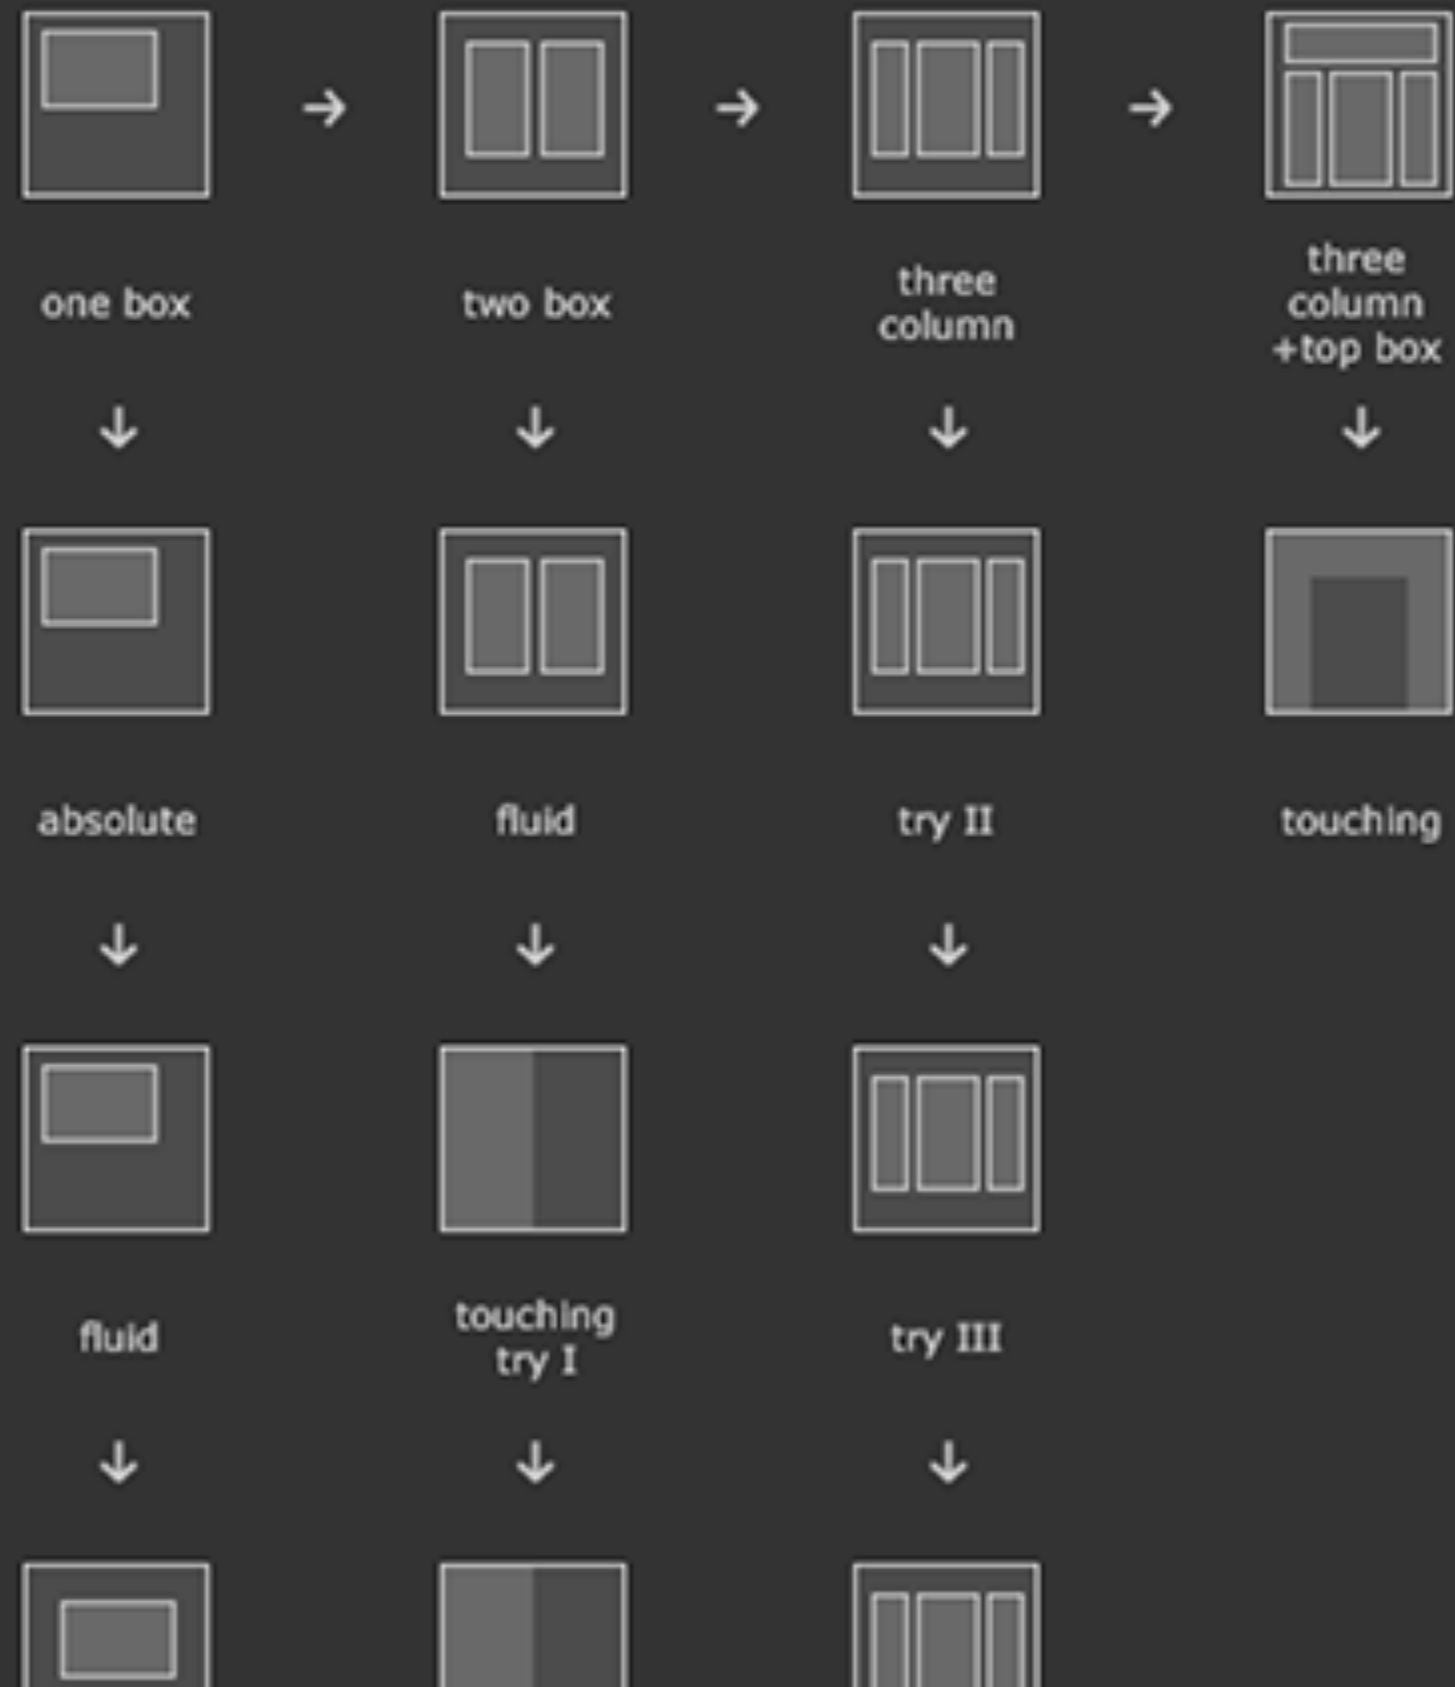 one box
two box
three
column
three
column
+top box
absolute
fluid
try II
touching
fluid
touching
try I
try III